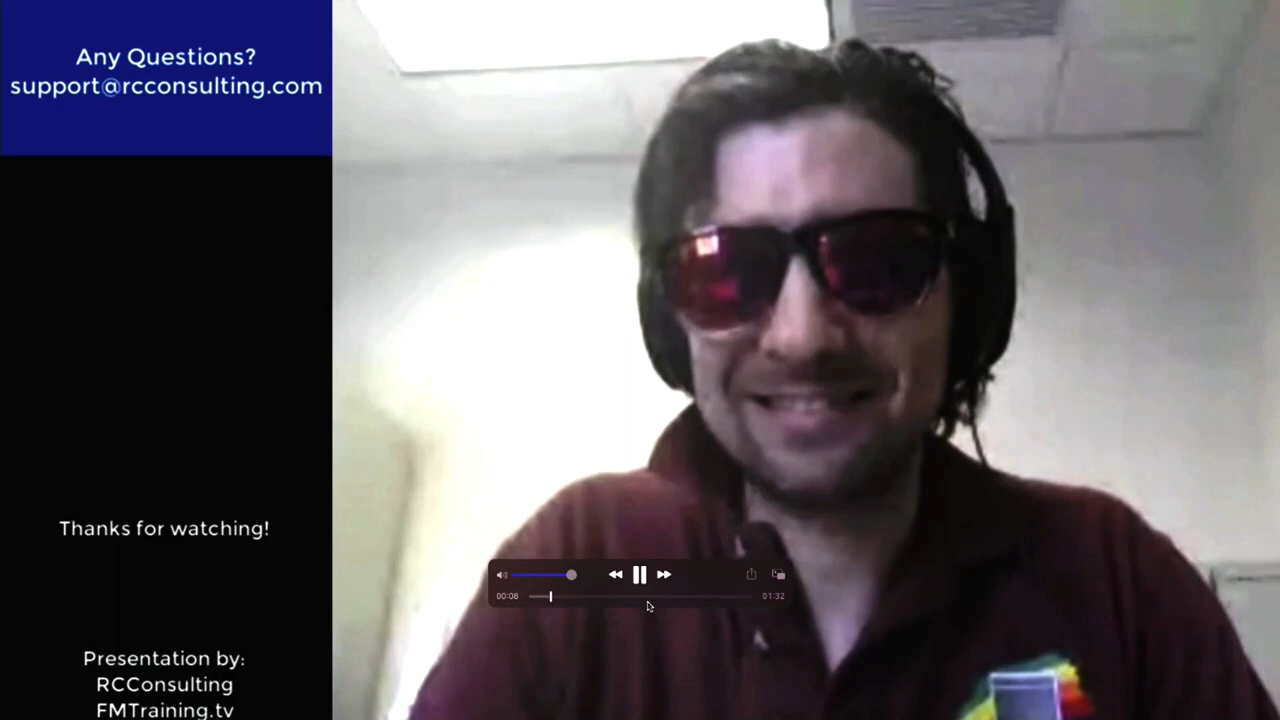 Any Questions?
support@rcconsulting.com
Thanks for watching!
00:08
01:32
Presentation by:
RCConsulting
FMTraining.tv